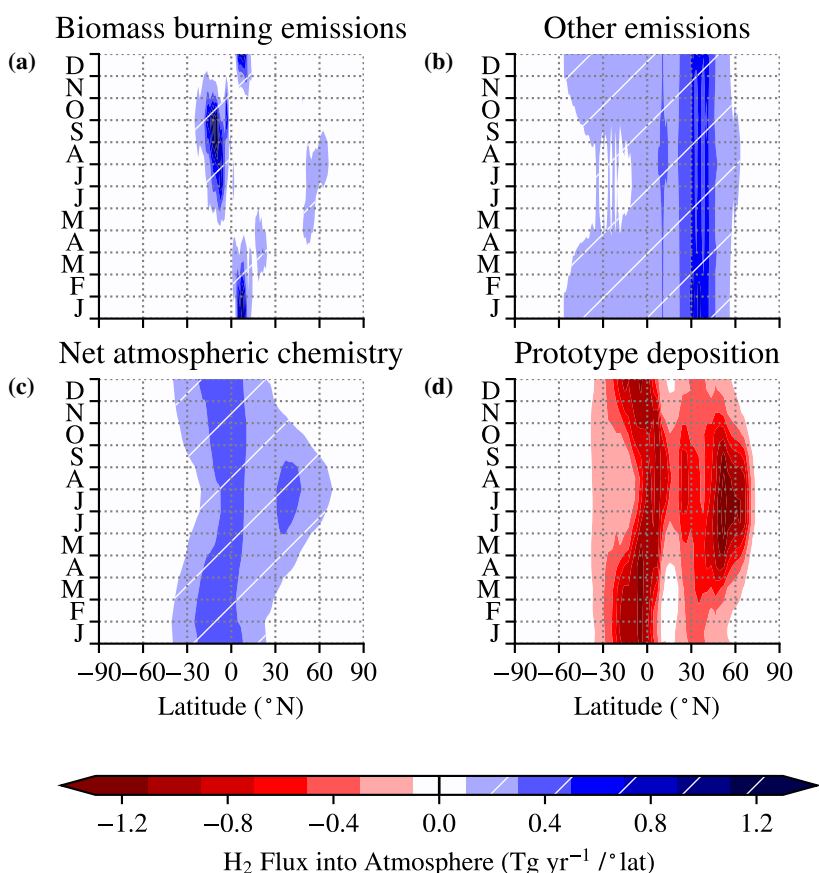 Biomass burning emissions
Other emissions
(a)
(b)
D
N
O
S
A
J
J
M
A
M
F
J
D
N
O
S
A
J
J
M
A
M
F
J
Net atmospheric chemistry
Prototype deposition
(c)
(d)
D
N
O
S
A
J
J
M
A
M
F
J
D
N
O
S
A
J
J
M
A
M
F
J
−90 −60 −30 0 30 60 90
−90 −60 −30 0 30 60 90
Latitude (°N)
Latitude (°N)
−1.2 −0.8 −0.4 0.0 0.4 0.8 1.2
H₂ Flux into Atmosphere (Tg yr⁻¹ /°lat)